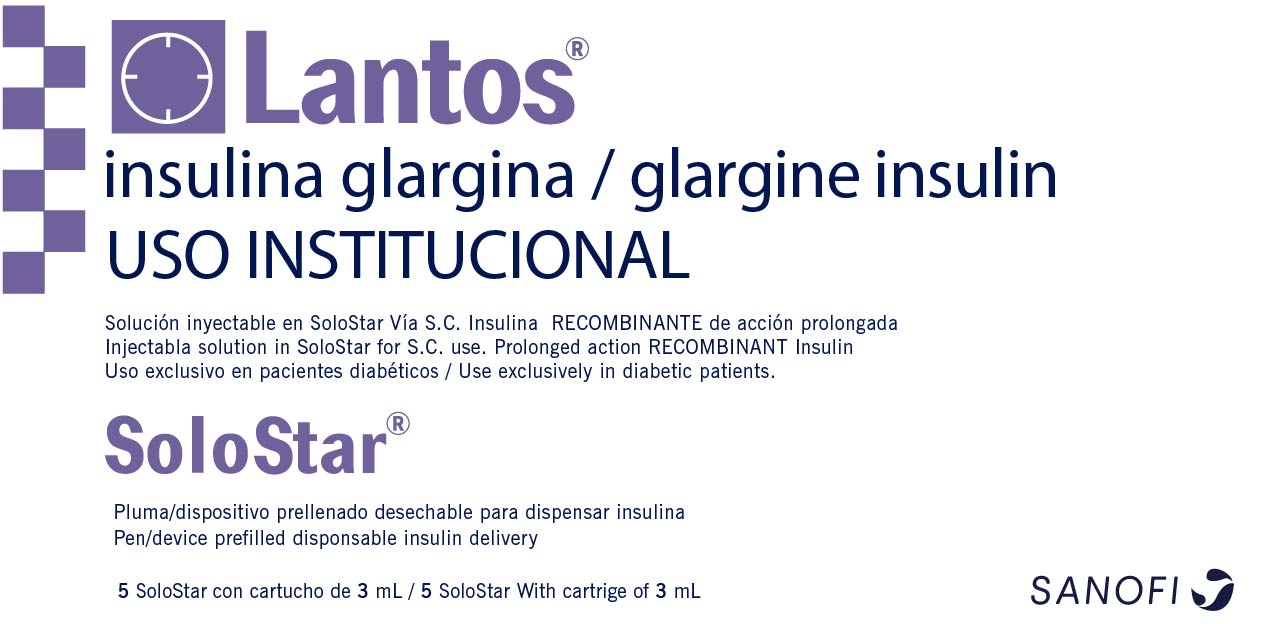 Lantos®
insulina glargina / glargine insulin
USO INSTITUCIONAL
Solución inyectable en SoloStar Vía S.C. Insulina RECOMBINANTE de acción prolongada
Injectabla solution in SoloStar for S.C. use. Prolonged action RECOMBINANT Insulin
Uso exclusivo en pacientes diabéticos / Use exclusively in diabetic patients.
SoloStar®
Pluma/dispositivo prellenado desechable para dispensar insulina
Pen/device prefilled disponsable insulin delivery
5 SoloStar con cartucho de 3 mL / 5 SoloStar With cartrige of 3 mL
SANOFI